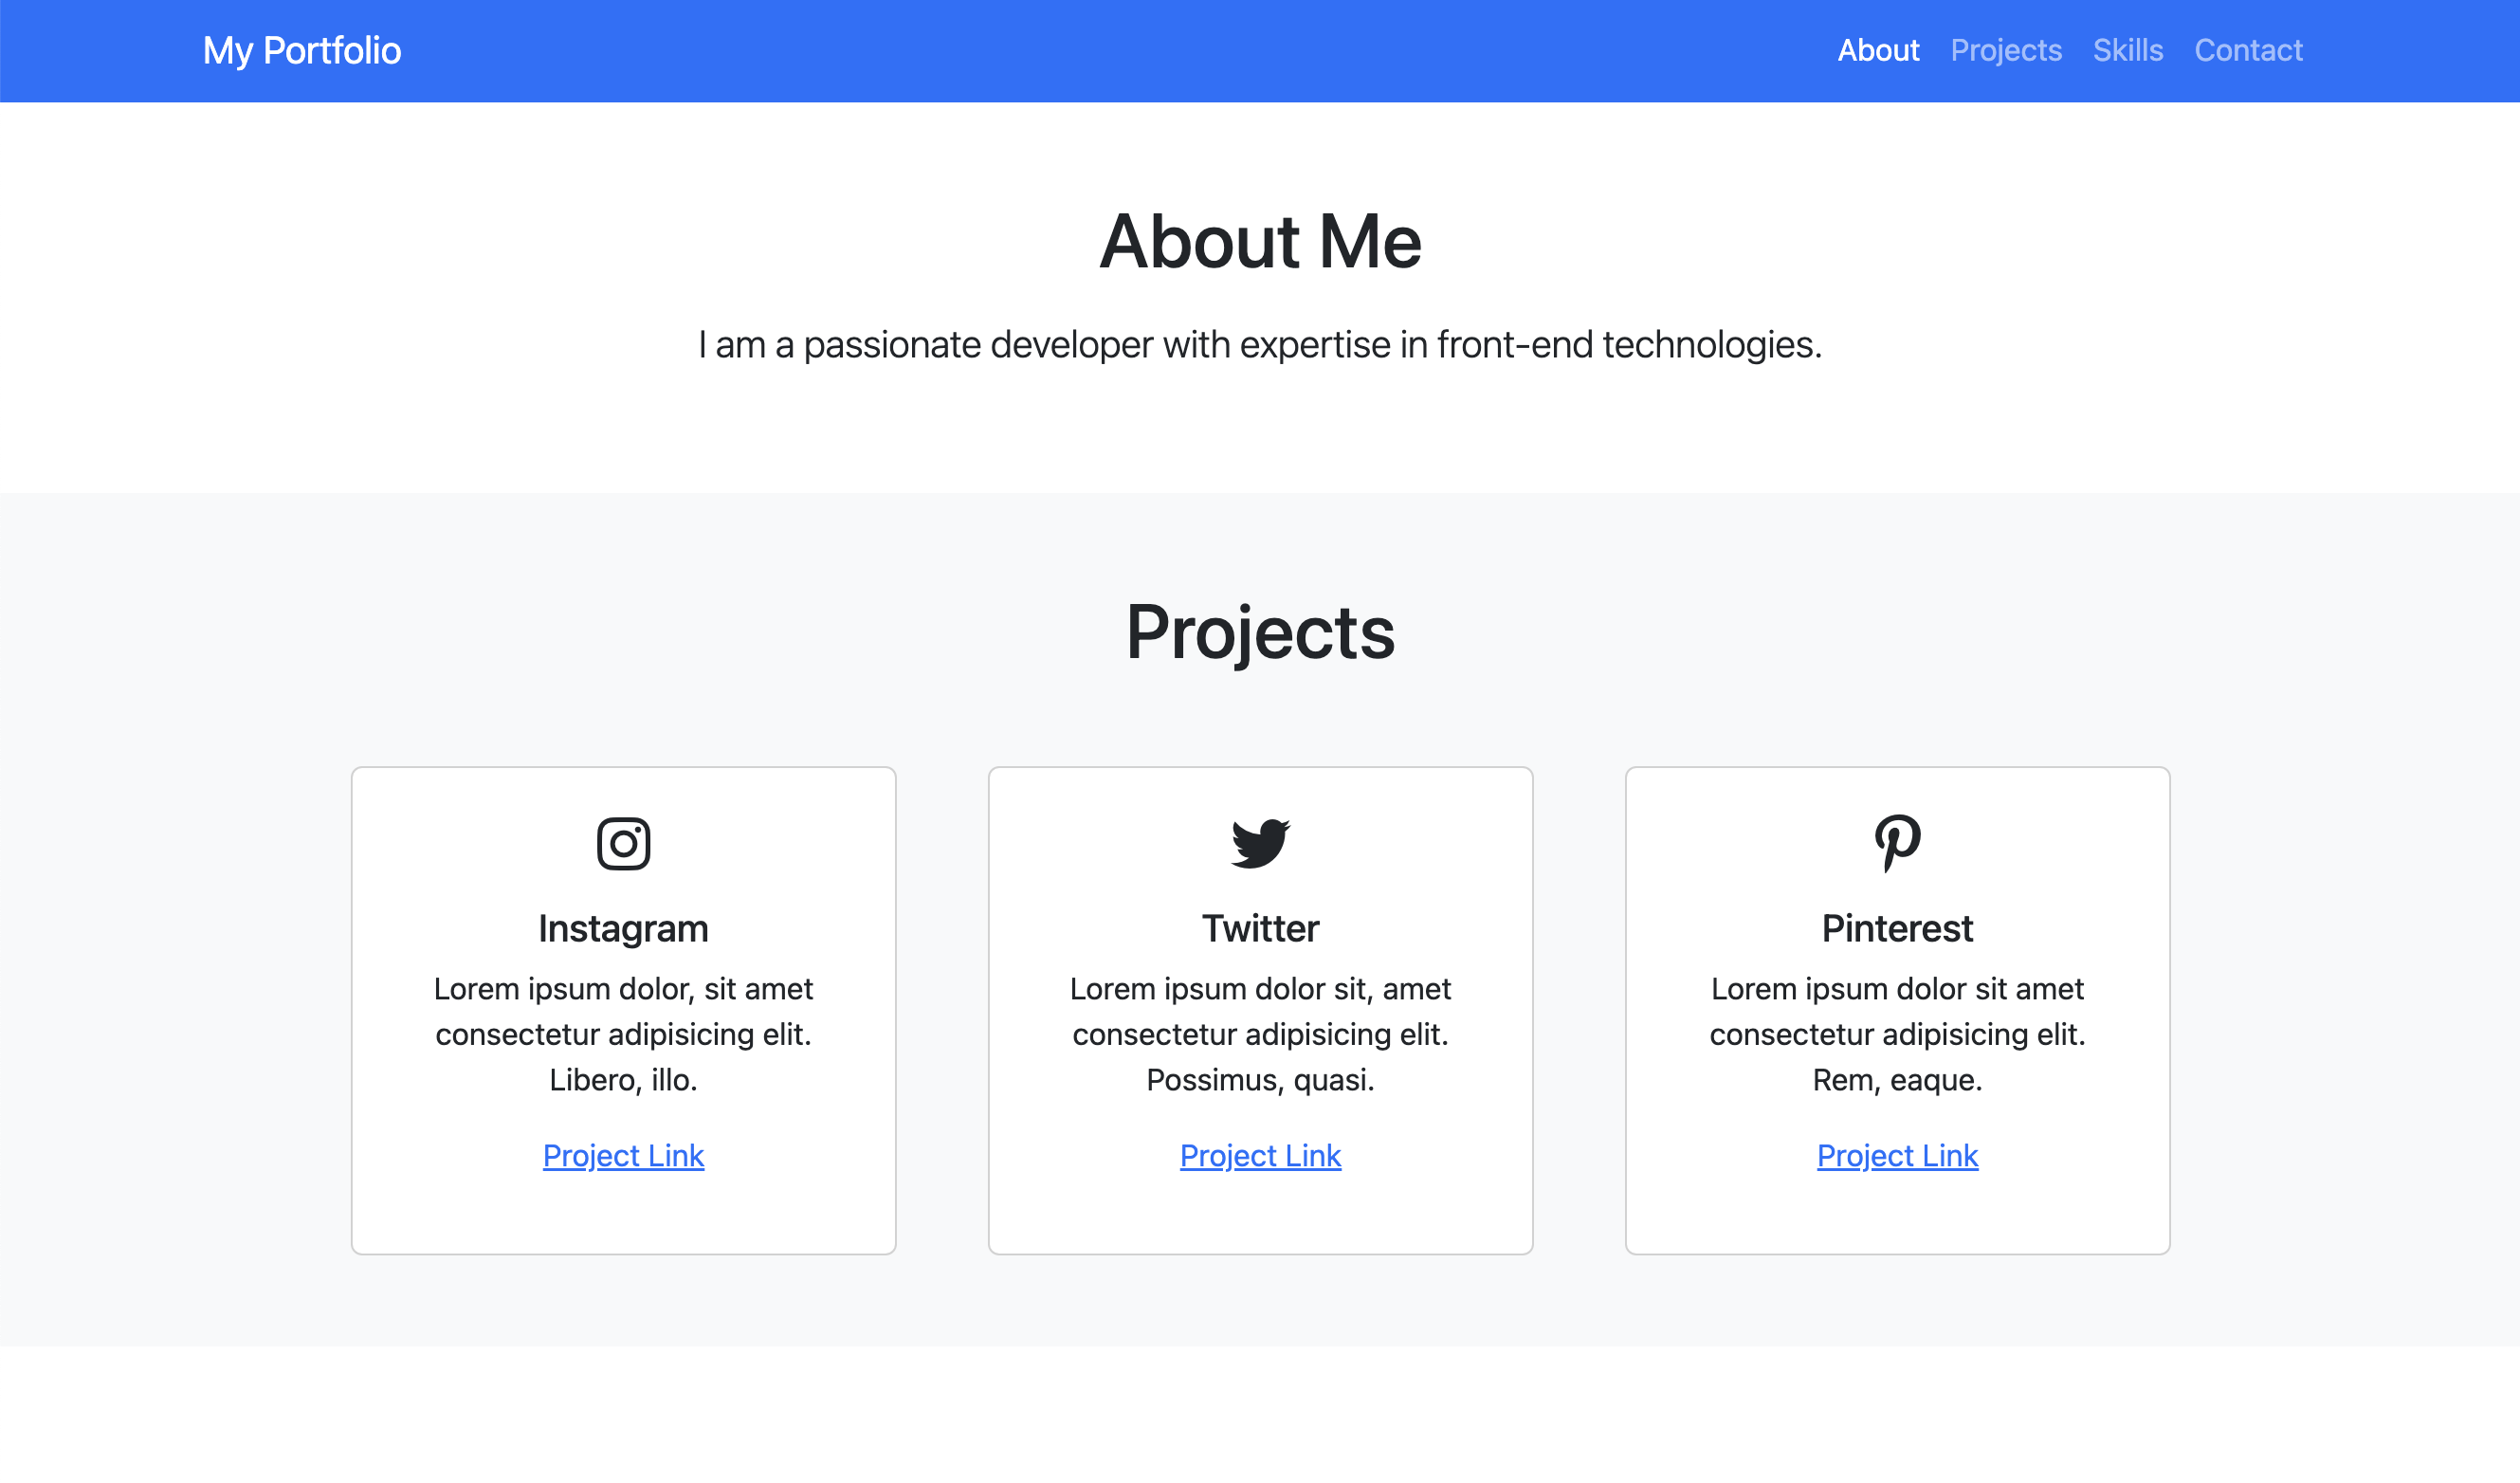 My Portfolio
About Projects Skills Contact
About Me
I am a passionate developer with expertise in front-end technologies.
Projects
Instagram
Lorem ipsum dolor, sit amet
consectetur adipisicing elit.
Libero, illo.
Project Link
Twitter
Lorem ipsum dolor sit, amet
consectetur adipisicing elit.
Possimus, quasi.
Project Link
Pinterest
Lorem ipsum dolor sit amet
consectetur adipisicing elit.
Rem, eaque.
Project Link